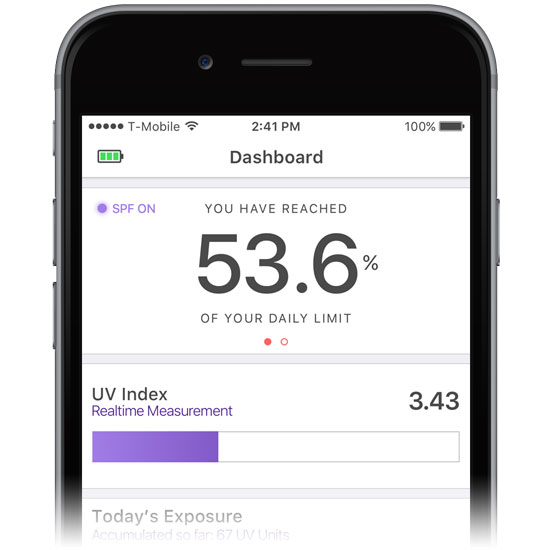 T-Mobile 2:41 PM 100%
Dashboard
SPF ON YOU HAVE REACHED
53.6%
OF YOUR DAILY LIMIT
UV Index 3.43
Realtime Measurement
Today's Exposure
Accumulated so far: 67 UV Units